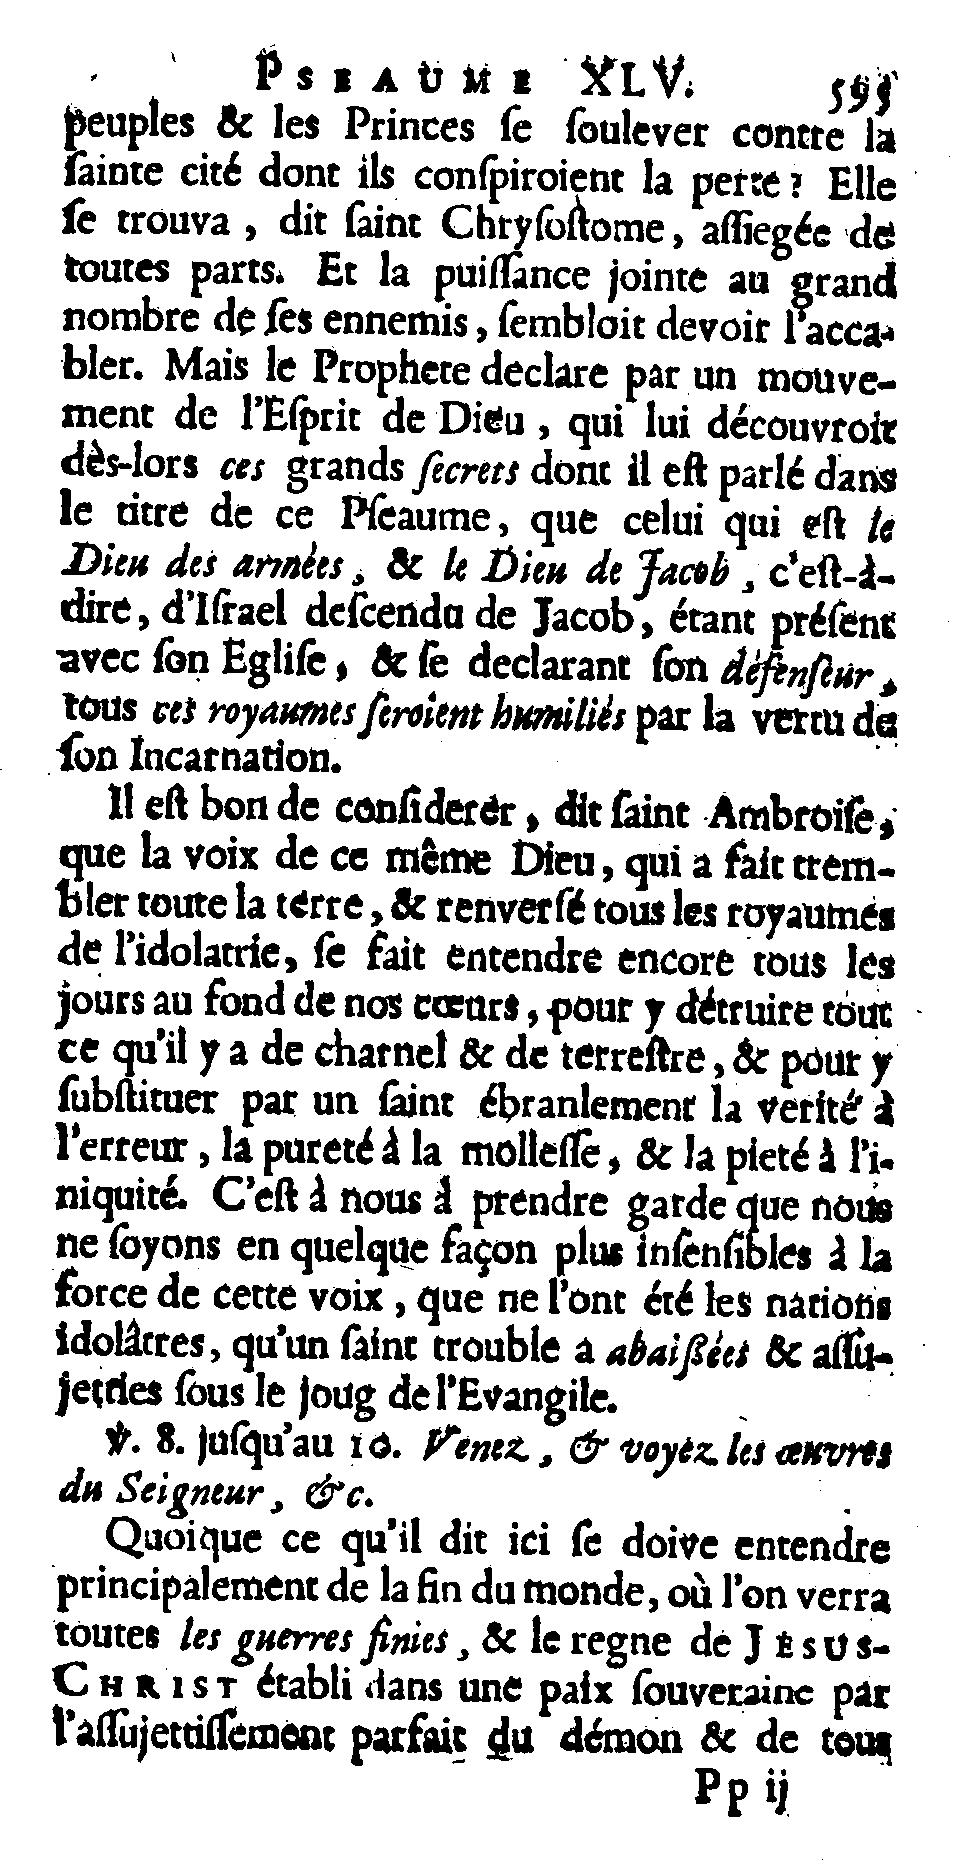 PSEAUME XLV. 595
peuples & les Princes ſe ſoulever contre la
ſainte cité dont ils conſpiroient la perte? Elle
ſe trouva, dit ſaint Chryſoſtome, aſſiegée de
toutes parts. Et la puiſſance jointe au grand
nombre de ſes ennemis, ſembloit devoir l'acca-
bler. Mais le Prophete declare par un mouve-
ment de l'Eſprit de Dieu, qui lui découvroit
dès-lors ces grands ſecrets dont il eſt parlé dans
le titre de ce Pſeaume, que celui qui eſt le
Dieu des armées, & le Dieu de Jacob, c'eſt-à-
dire, d'Iſrael deſcendu de Jacob, étant préſent
avec ſon Egliſe, & ſe declarant ſon défenſeur,
tous ces royaumes ſeroient humiliés par la vertu de
ſon Incarnation.
Il eſt bon de conſiderer, dit ſaint Ambroiſe,
que la voix de ce même Dieu, qui a fait trem-
bler toute la terre, & renverſé tous les royaumes
de l'idolatrie, ſe fait entendre encore tous les
jours au fond de nos cœurs, pour y détruire tout
ce qu'il y a de charnel & de terreſtre, & pour y
ſubſtituer par un ſaint ébranlement la verité à
l'erreur, la pureté à la molleſſe, & la pieté à l'i-
niquité. C'eſt à nous à prendre garde que nous
ne ſoyons en quelque façon plus inſenſibles à la
force de cette voix, que ne l'ont été les nations
idolâtres, qu'un ſaint trouble a abaiſſées & aſſu-
jetties ſous le joug de l'Evangile.
℣. 8. juſqu'au 10. Venez, & voyez les œuvres
du Seigneur, &c.
Quoique ce qu'il dit ici ſe doive entendre
principalement de la fin du monde, où l'on verra
toutes les guerres finies, & le regne de JESUS-
CHRIST établi dans une paix ſouveraine par
l'aſſujettiſſement parfait du démon & de tous
Pp ij